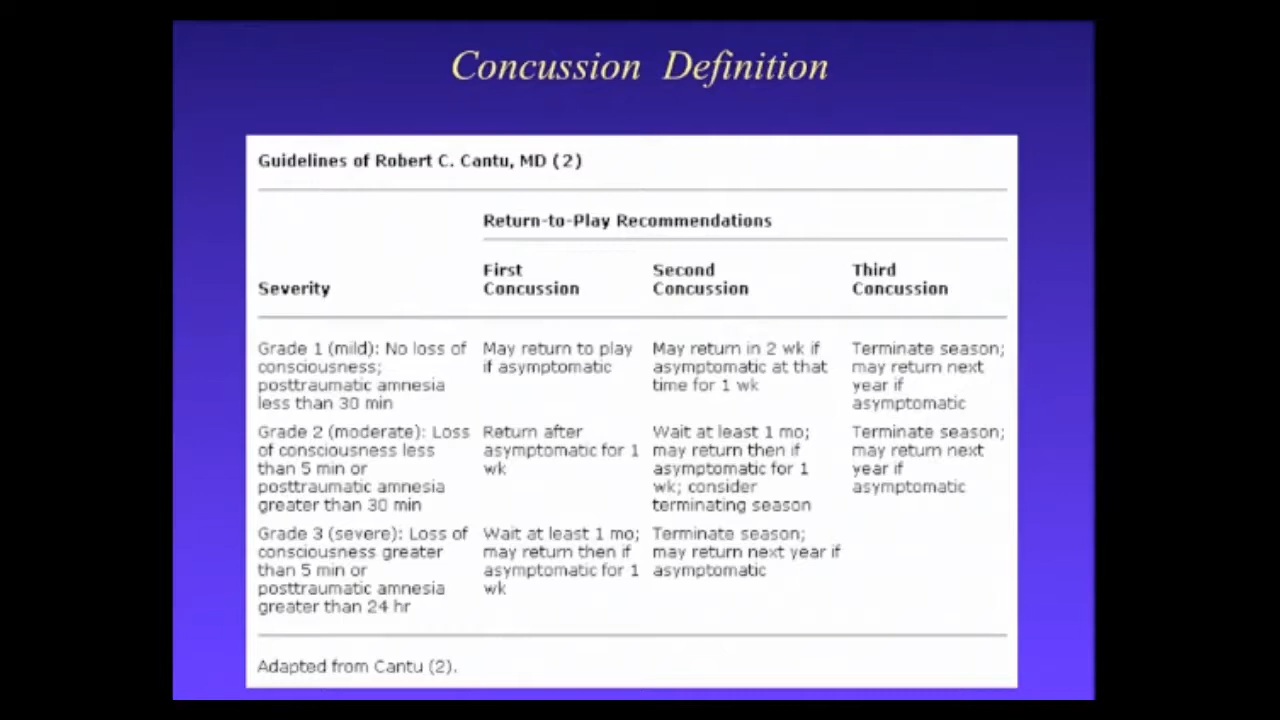 Concussion Definition
Guidelines of Robert C. Cantu, MD (2)
Return-to-Play Recommendations
Severity
First
Concussion
Second
Concussion
Third
Concussion
Grade 1 (mild): No loss of
consciousness;
posttraumatic amnesia
less than 30 min
May return to play
if asymptomatic
May return in 2 wk if
asymptomatic at that
time for 1 wk
Terminate season;
may return next
year if
asymptomatic
Grade 2 (moderate): Loss
of consciousness less
than 5 min or
posttraumatic amnesia
greater than 30 min
Return after
asymptomatic for 1
wk
Wait at least 1 mo;
may return then if
asymptomatic for 1
wk; consider
terminating season
Terminate season;
may return next
year if
asymptomatic
Grade 3 (severe): Loss of
consciousness greater
than 5 min or
posttraumatic amnesia
greater than 24 hr
Wait at least 1 mo;
may return then if
asymptomatic for 1
wk
Terminate season;
may return next year if
asymptomatic
Adapted from Cantu (2).